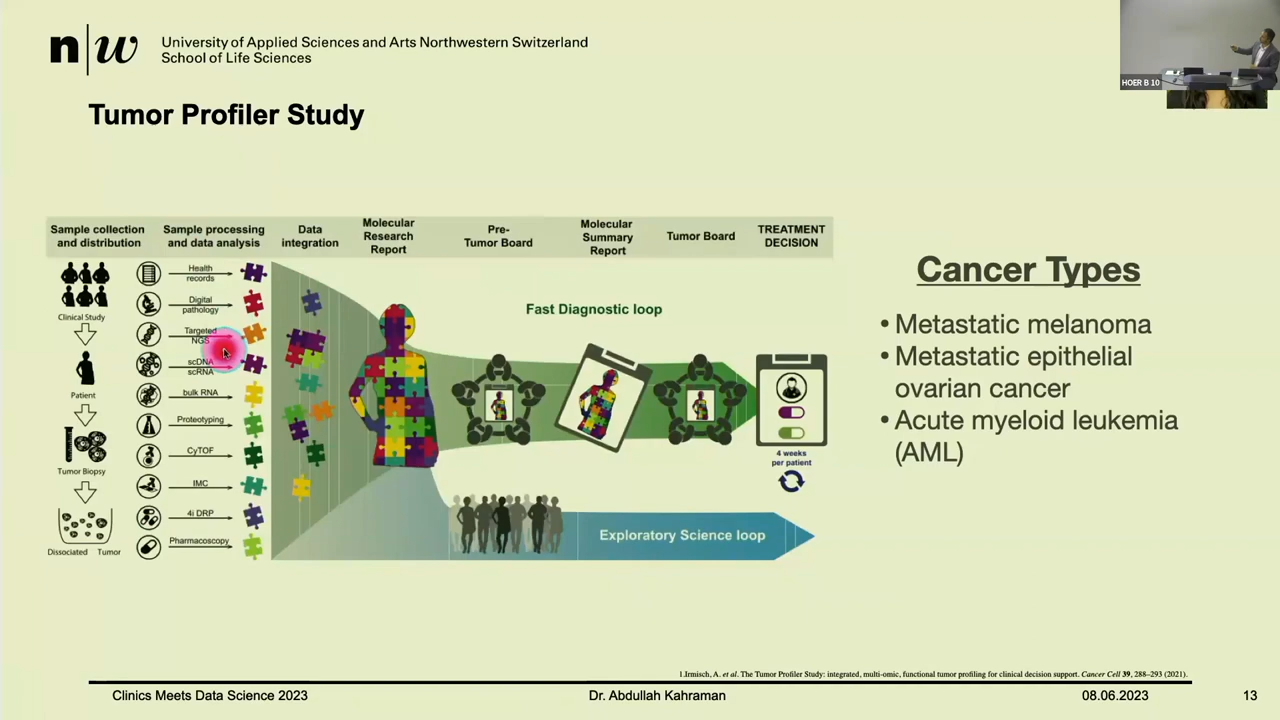 n|w
University of Applied Sciences and Arts Northwestern Switzerland
School of Life Sciences
HOER B 10
Tumor Profiler Study
Sample collection
and distribution
Sample processing
and data analysis
Data
integration
Molecular
Research
Report
Pre-
Tumor Board
Molecular
Summary
Report
Tumor Board
TREATMENT
DECISION
Clinical Study
Patient
Tumor Biopsy
Dissociated Tumor
Health
records
Digital
pathology
Targeted
NGS
scDNA
scRNA
bulk RNA
Proteotyping
CyTOF
IMC
4i DRP
Pharmacoscopy
Fast Diagnostic loop
4 weeks
per patient
Exploratory Science loop
Cancer Types
• Metastatic melanoma
• Metastatic epithelial
ovarian cancer
• Acute myeloid leukemia
(AML)
1.Irmisch, A. et al. The Tumor Profiler Study: integrated, multi-omic, functional tumor profiling for clinical decision support. Cancer Cell 39, 288–293 (2021).
Clinics Meets Data Science 2023
Dr. Abdullah Kahraman
08.06.2023
13